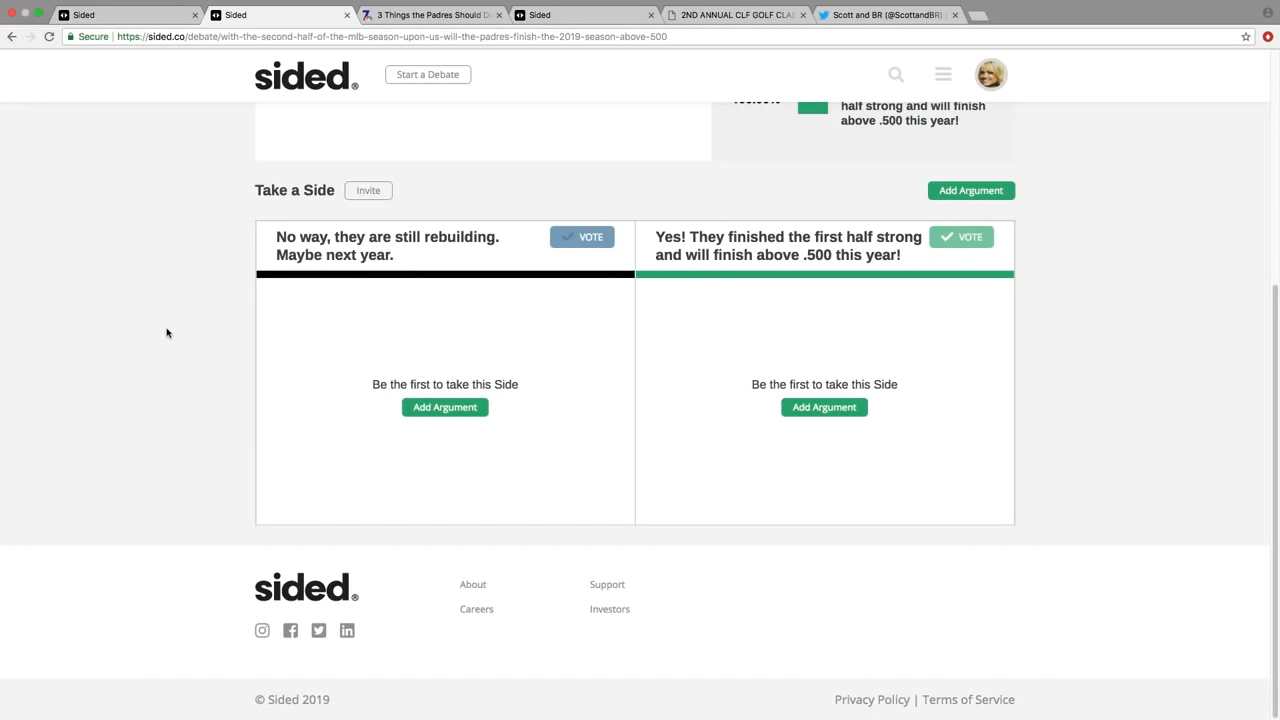 Sided
Sided
3 Things the Padres Should D
Sided
2ND ANNUAL CLF GOLF CLAS
Scott and BR (@ScottandBR)
Secure
https://sided.co/debate/with-the-second-half-of-the-mlb-season-upon-us-will-the-padres-finish-the-2019-season-above-500
sided.®
Start a Debate
half strong and will finish
above .500 this year!
Take a Side
Invite
Add Argument
No way, they are still rebuilding.
Maybe next year.
VOTE
Yes! They finished the first half strong
and will finish above .500 this year!
VOTE
Be the first to take this Side
Add Argument
Be the first to take this Side
Add Argument
sided.®
About
Support
Careers
Investors
© Sided 2019
Privacy Policy | Terms of Service